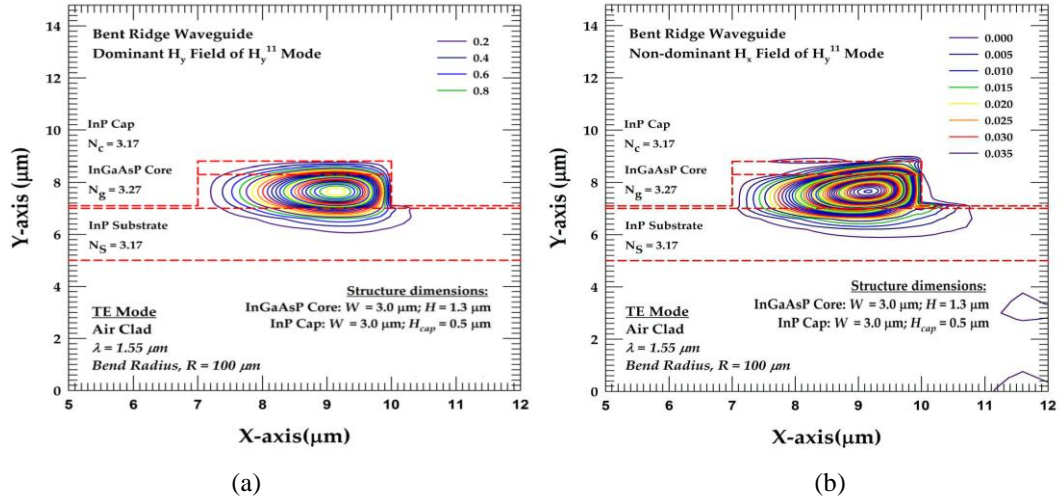 Bent Ridge Waveguide
Dominant Hy Field of Hy11 Mode
0.2
0.4
0.6
0.8
InP Cap
Nc = 3.17
InGaAsP Core
Ng = 3.27
InP Substrate
NS = 3.17
Structure dimensions:
InGaAsP Core: W = 3.0 μm; H = 1.3 μm
InP Cap: W = 3.0 μm; Hcap = 0.5 μm
TE Mode
Air Clad
λ = 1.55 μm
Bend Radius, R = 100 μm
14
12
10
8
6
4
2
0
Y-axis (μm)
5 6 7 8 9 10 11 12
X-axis(μm)
(a)
Bent Ridge Waveguide
Non-dominant Hx Field of Hy11 Mode
0.000
0.005
0.010
0.015
0.020
0.025
0.030
0.035
InP Cap
Nc = 3.17
InGaAsP Core
Ng = 3.27
InP Substrate
NS = 3.17
Structure dimensions:
InGaAsP Core: W = 3.0 μm; H = 1.3 μm
InP Cap: W = 3.0 μm; Hcap = 0.5 μm
TE Mode
Air Clad
λ = 1.55 μm
Bend Radius, R = 100 μm
14
12
10
8
6
4
2
0
Y-axis (μm)
5 6 7 8 9 10 11 12
X-axis(μm)
(b)